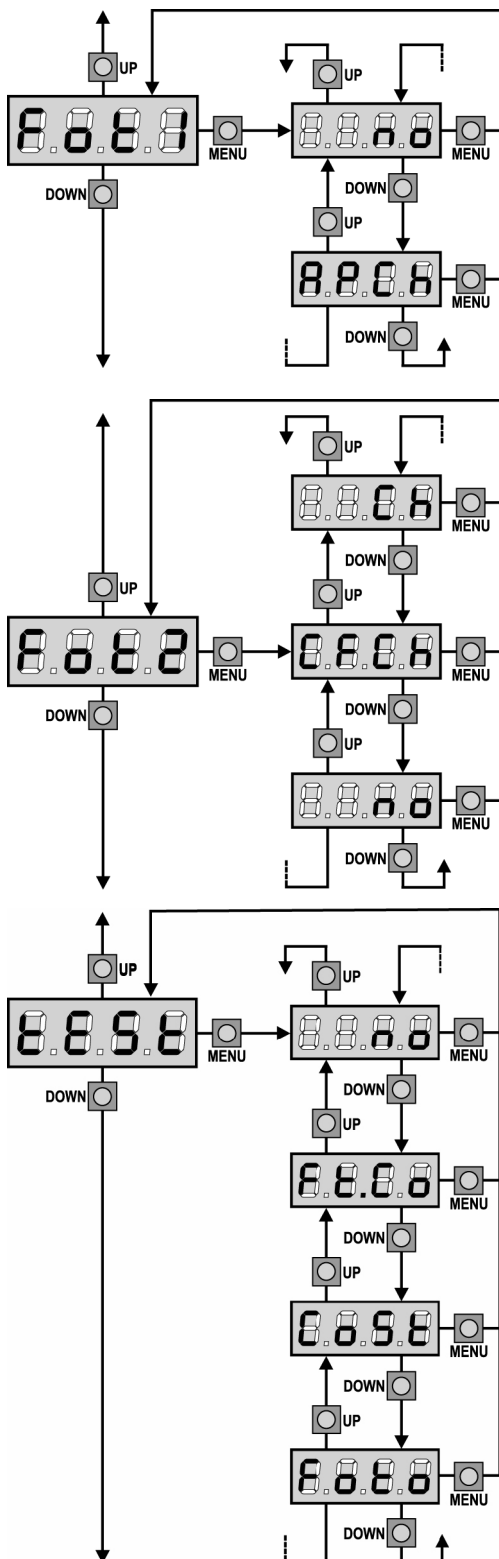 UP UP
Fot1 MENU no MENU
DOWN DOWN
UP
APCh MENU
DOWN
UP
Ch MENU
DOWN
UP UP
Fot2 MENU CFCh MENU
DOWN DOWN
UP
no MENU
DOWN
UP UP
tESt MENU no MENU
DOWN DOWN
UP
Ft.Co MENU
DOWN
UP
CoSt MENU
DOWN
UP
Foto MENU
DOWN